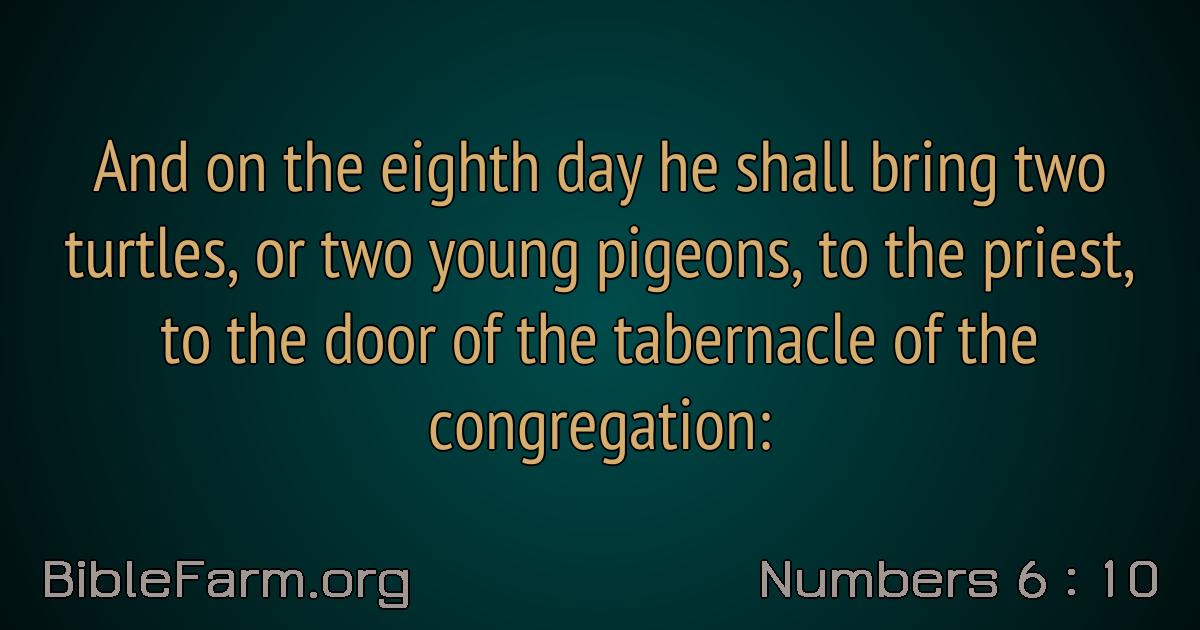 And on the eighth day he shall bring two
turtles, or two young pigeons, to the priest,
to the door of the tabernacle of the
congregation:
BibleFarm.org
Numbers 6 : 10